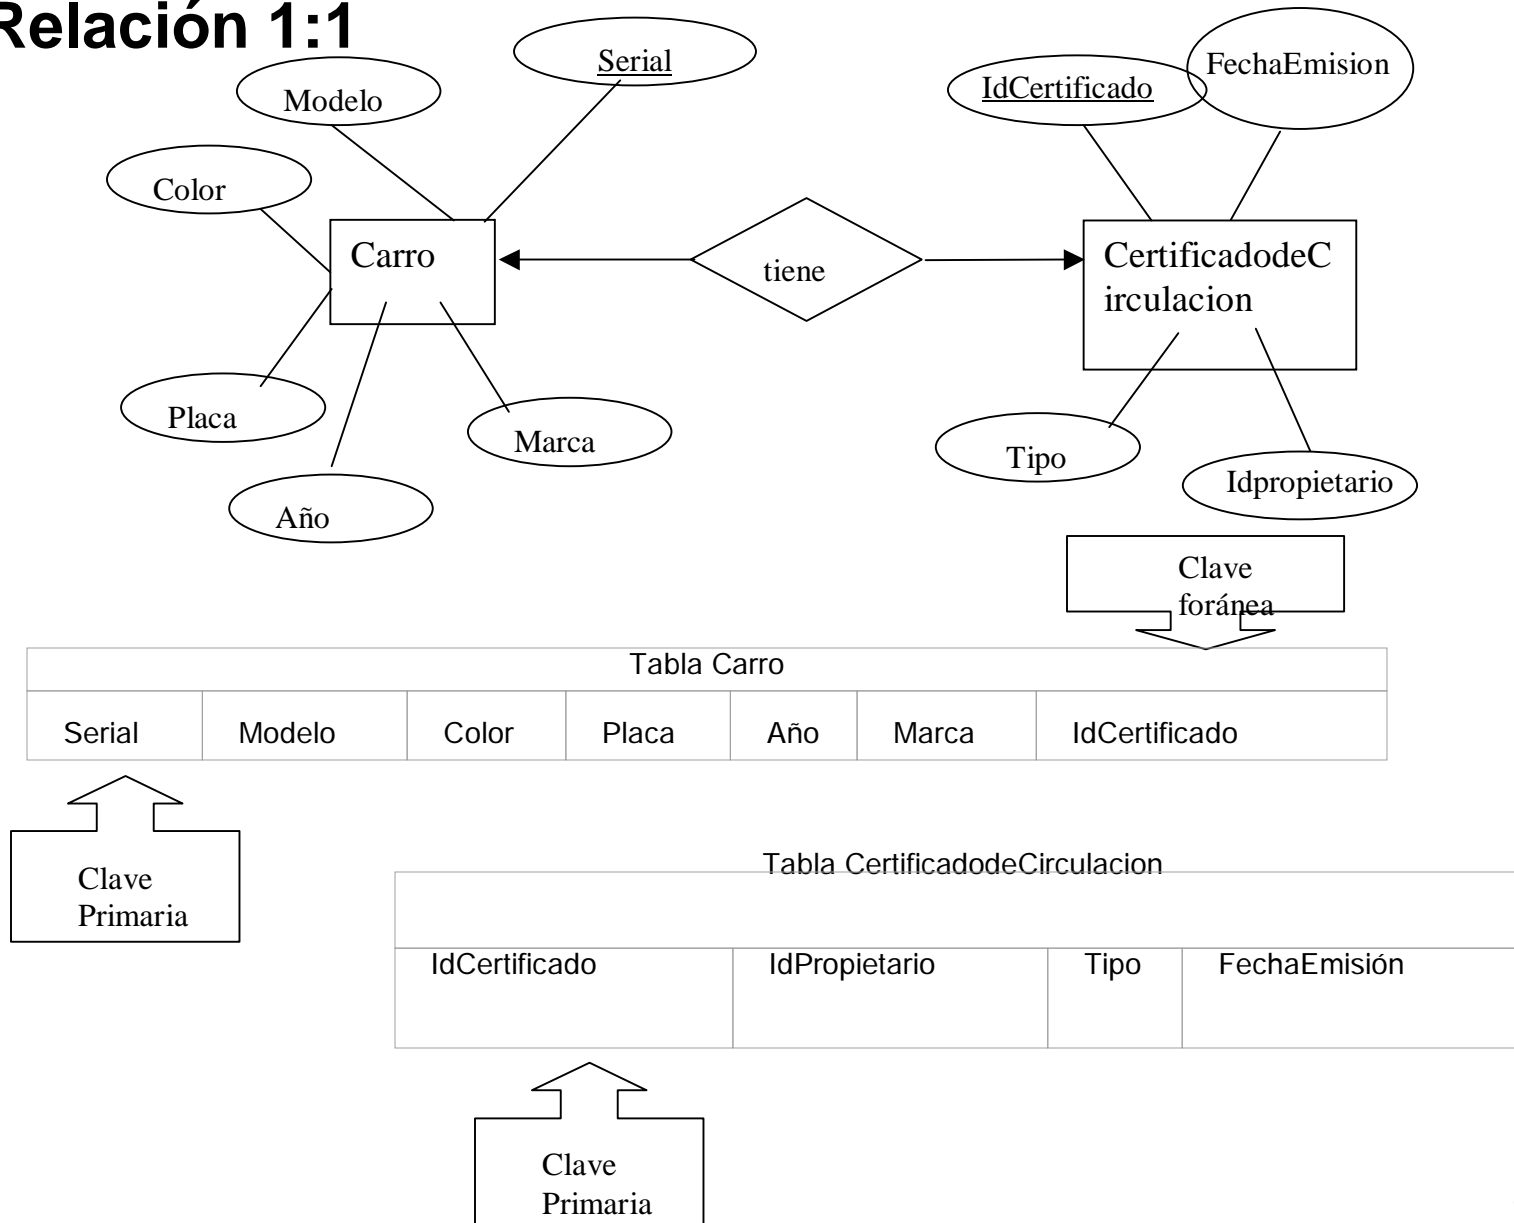 Relación 1:1
Serial
Modelo
Color
Placa
Año
Marca
Carro
tiene
IdCertificado
FechaEmision
CertificadodeC
irculacion
Tipo
Idpropietario
Clave
foránea
Tabla Carro
Serial Modelo Color Placa Año Marca IdCertificado
Clave
Primaria
Tabla CertificadodeCirculacion
IdCertificado IdPropietario Tipo FechaEmisión
Clave
Primaria